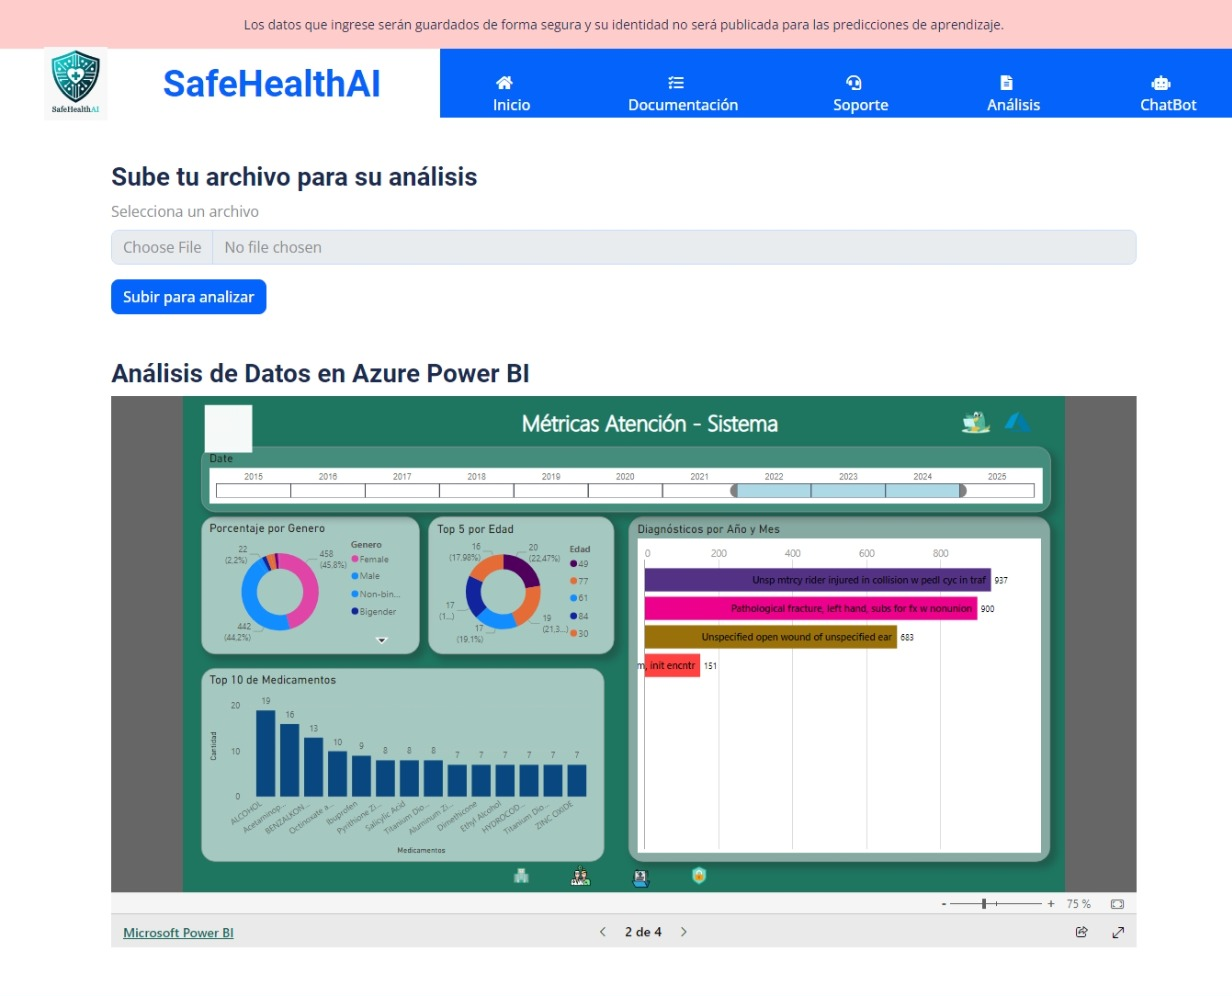 Los datos que ingrese serán guardados de forma segura y su identidad no será publicada para las predicciones de aprendizaje.
SafeHealthAI
SafeHealthAI
Inicio
Documentación
Soporte
Análisis
ChatBot
Sube tu archivo para su análisis
Selecciona un archivo
Choose File No file chosen
Subir para analizar
Análisis de Datos en Azure Power BI
Métricas Atención - Sistema
Date
2015 2016 2017 2018 2019 2020 2021 2022 2023 2024 2025
Porcentaje por Genero
22
(2,2%)
458
(45,8%)
442
(44,2%)
Genero
Female
Male
Non-bin...
Bigender
Top 5 por Edad
16
(17,98%)
20
(22,47%)
17
(1...)
17
(19,1%)
19
(21,3...)
Edad
49
77
61
84
30
Diagnósticos por Año y Mes
0 200 400 600 800
Unsp mtrcy rider injured in collision w pedl cyc in traf 937
Pathological fracture, left hand, subs for fx w nonunion 900
Unspecified open wound of unspecified ear 683
m, init encntr 151
Top 10 de Medicamentos
Cantidad
20
10
0
19 16 13 10 9 8 8 8 7 7 7 7 7 7
ALCOHOL
Acetaminop...
BENZALKON...
Octinoxate a...
Ibuprofen
Pyrithione Zi...
Salicylic Acid
Titanium Dio...
Aluminum Zi...
Dimethicone
Ethyl Alcohol
HYDROCOD...
Titanium Dio...
ZINC OXIDE
Medicamentos
- + 75 %
Microsoft Power BI
2 de 4